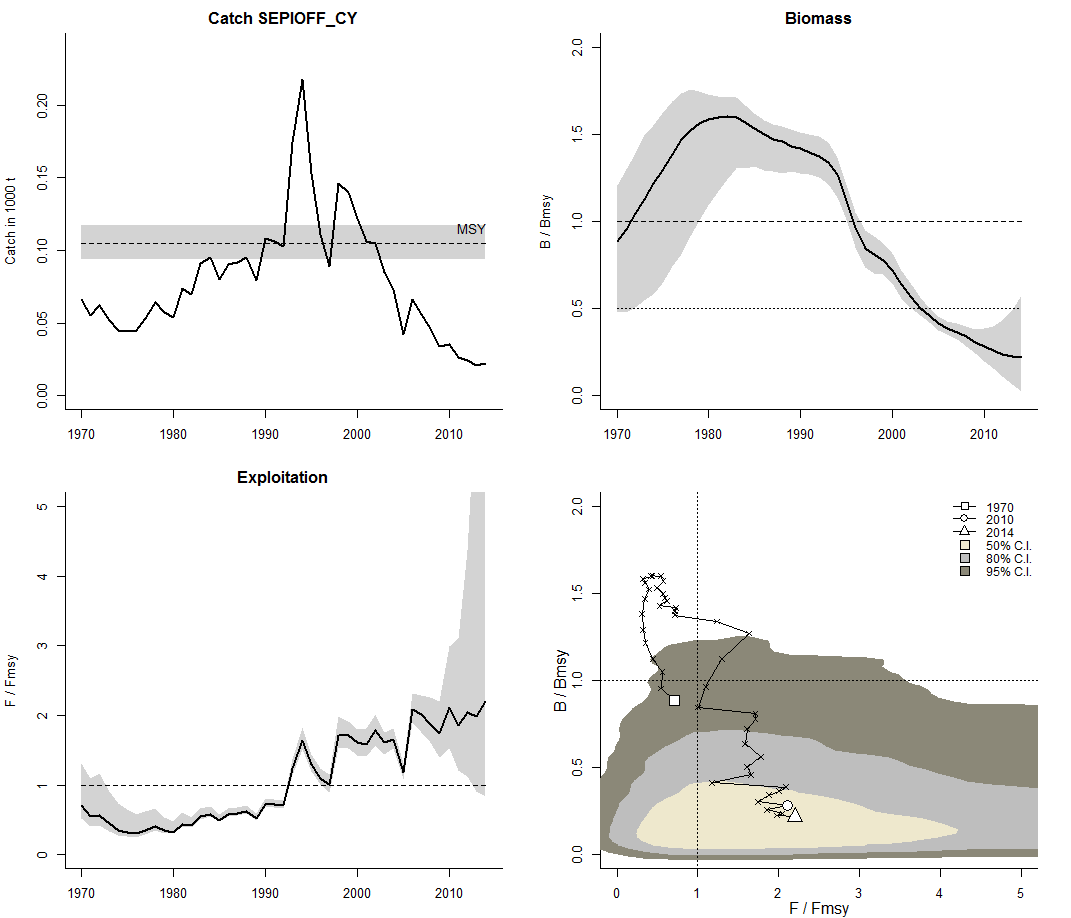 Catch SEPIOFF_CY
Catch in 1000 t
0.00 0.05 0.10 0.15 0.20
MSY
1970 1980 1990 2000 2010
Biomass
B / Bmsy
0.0 0.5 1.0 1.5 2.0
1970 1980 1990 2000 2010
Exploitation
F / Fmsy
0 1 2 3 4 5
1970 1980 1990 2000 2010
B / Bmsy
0.0 0.5 1.0 1.5 2.0
1970
2010
2014
50% C.I.
80% C.I.
95% C.I.
0 1 2 3 4 5
F / Fmsy